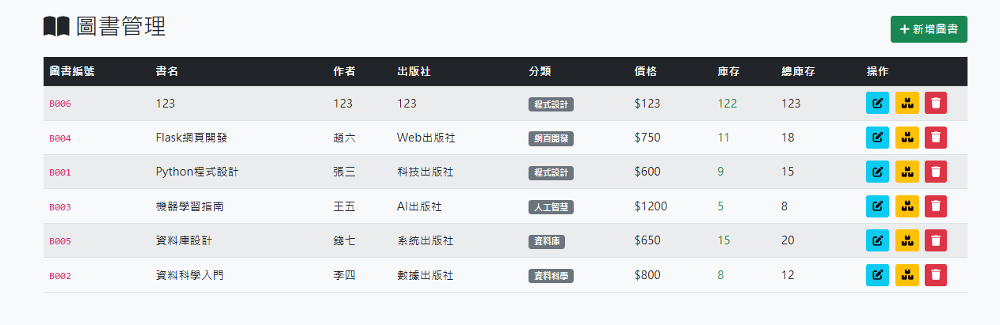 圖書管理
新增圖書
圖書編號 書名 作者 出版社 分類 價格 庫存 總庫存 操作
B006 123 123 123 程式設計 $123 122 123
B004 Flask網頁開發 趙六 Web出版社 網頁開發 $750 11 18
B001 Python程式設計 張三 科技出版社 程式設計 $600 9 15
B003 機器學習指南 王五 AI出版社 人工智慧 $1200 5 8
B005 資料庫設計 錢七 系統出版社 資料庫 $650 15 20
B002 資料科學入門 李四 數據出版社 資料科學 $800 8 12